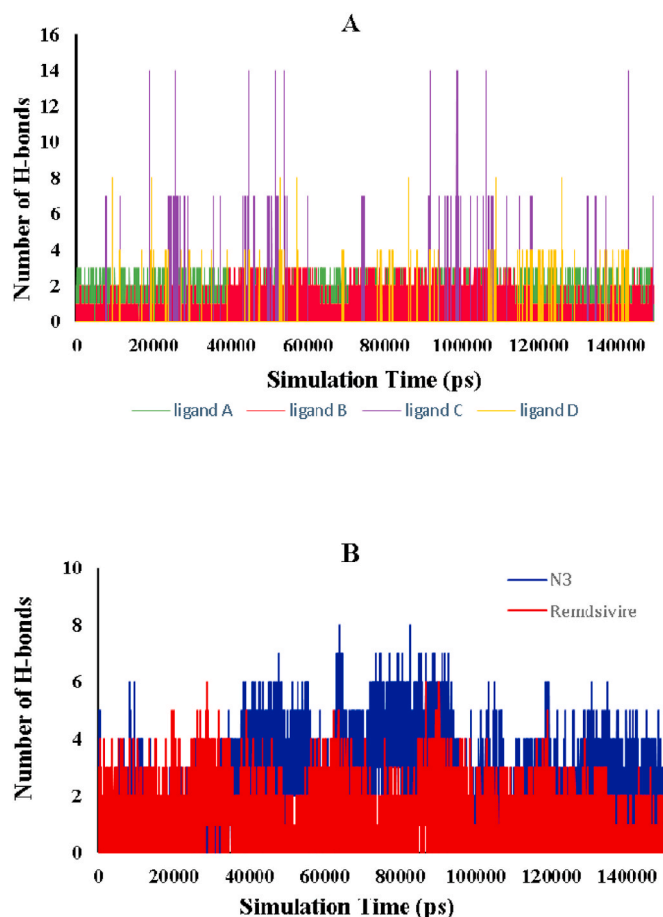 A
16
14
12
10
8
6
4
2
0
Number of H-bonds
0 20000 40000 60000 80000 100000 120000 140000
Simulation Time (ps)
ligand A ligand B ligand C ligand D
B
10
8
6
4
2
0
Number of H-bonds
N3
Remdsivire
0 20000 40000 60000 80000 100000 120000 140000
Simulation Time (ps)